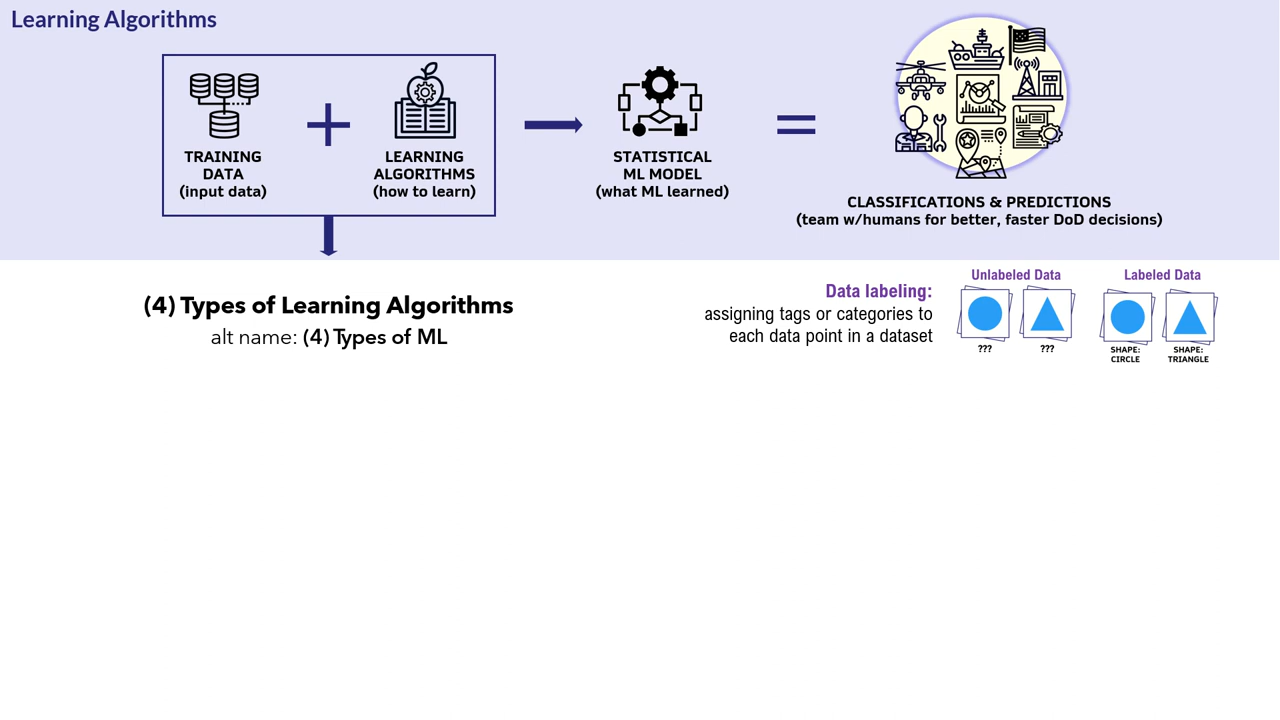 Learning Algorithms
TRAINING
DATA
(input data)
LEARNING
ALGORITHMS
(how to learn)
STATISTICAL
ML MODEL
(what ML learned)
CLASSIFICATIONS & PREDICTIONS
(team w/humans for better, faster DoD decisions)
(4) Types of Learning Algorithms
alt name: (4) Types of ML
Data labeling:
assigning tags or categories to
each data point in a dataset
Unlabeled Data
???
???
Labeled Data
SHAPE:
CIRCLE
SHAPE:
TRIANGLE